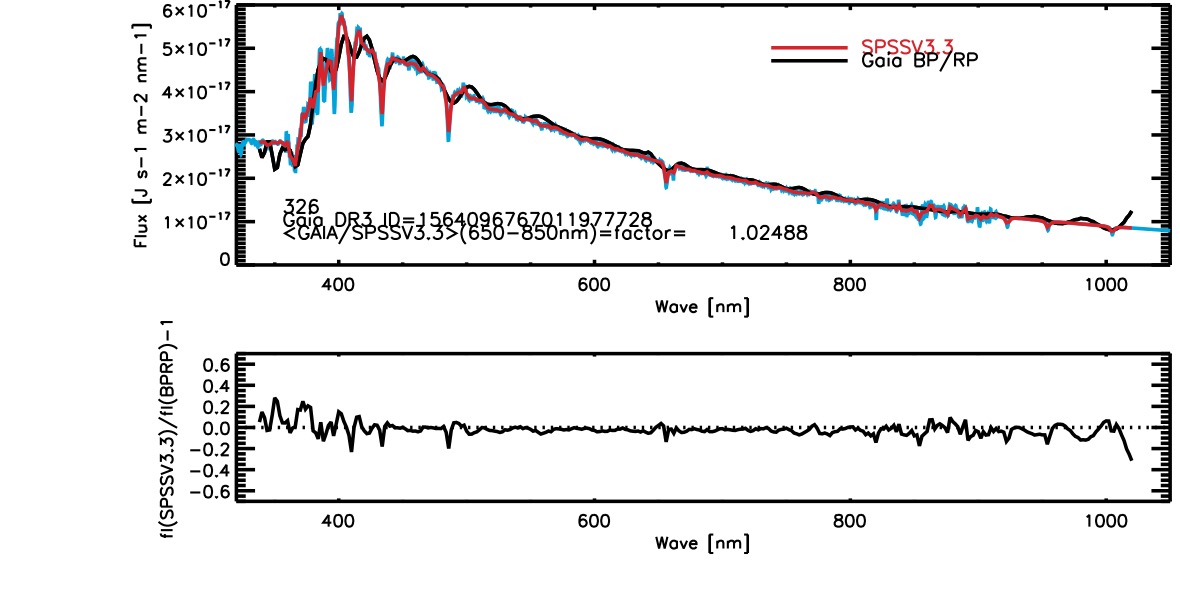 6×10⁻¹⁷
5×10⁻¹⁷
4×10⁻¹⁷
3×10⁻¹⁷
2×10⁻¹⁷
1×10⁻¹⁷
0
Flux [J s−1 m−2 nm−1]
SPSSV3.3
Gaia BP/RP
326
Gaia DR3 ID=1564096767011977728
<GAIA/SPSSV3.3>(650−850nm)=factor= 1.02488
400 600 800 1000
Wave [nm]
fl(SPSSV3.3)/fl(BPRP)−1
0.6
0.4
0.2
0.0
−0.2
−0.4
−0.6
400 600 800 1000
Wave [nm]